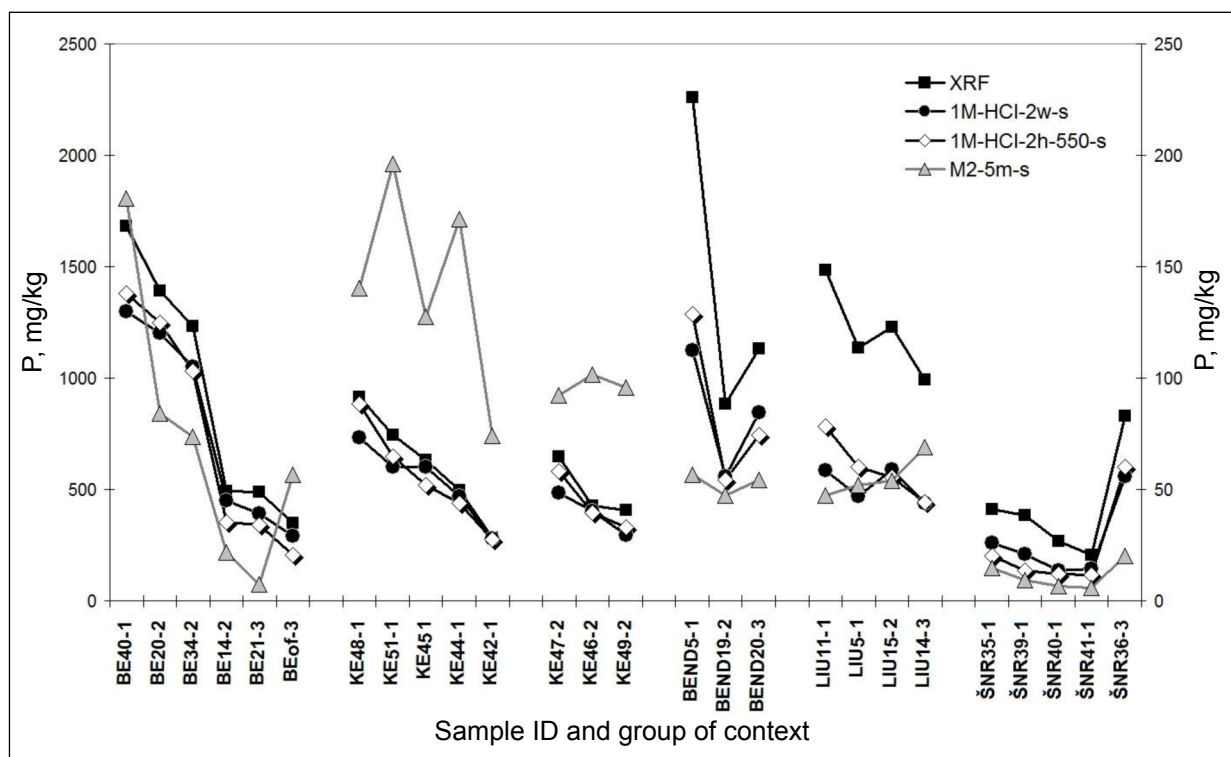 2500
2000
1500
1000
500
0
P, mg/kg
250
200
150
100
50
0
P, mg/kg
XRF
1M-HCl-2w-s
1M-HCl-2h-550-s
M2-5m-s
BE40-1
BE20-2
BE34-2
BE14-2
BE21-3
BEof-3
KE48-1
KE51-1
KE45 1
KE44-1
KE42-1
KE47-2
KE46-2
KE49-2
BEND5-1
BEND19-2
BEND20-3
LIU11-1
LIU5-1
LIU15-2
LIU14-3
ŠNR35-1
ŠNR39-1
ŠNR40-1
ŠNR41-1
ŠNR36-3
Sample ID and group of context